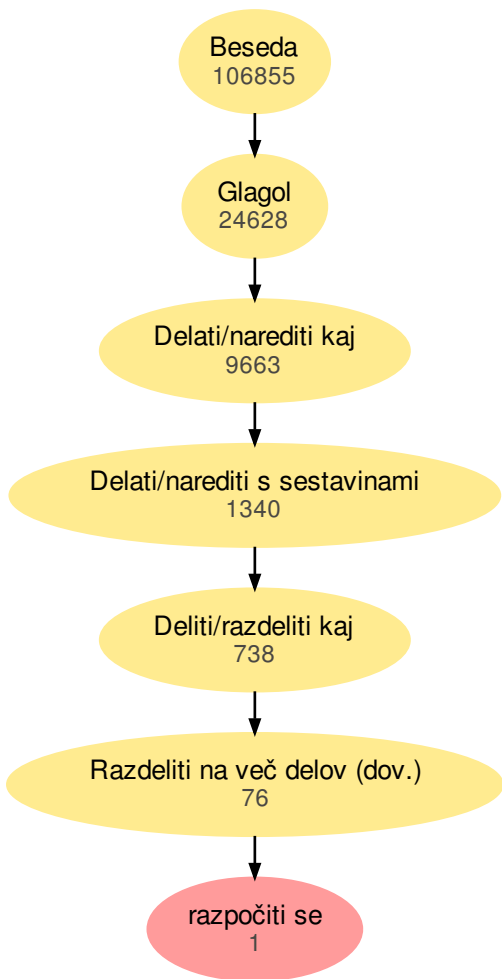 Beseda
106855
Glagol
24628
Delati/narediti kaj
9663
Delati/narediti s sestavinami
1340
Deliti/razdeliti kaj
738
Razdeliti na več delov (dov.)
76
razpočiti se
1